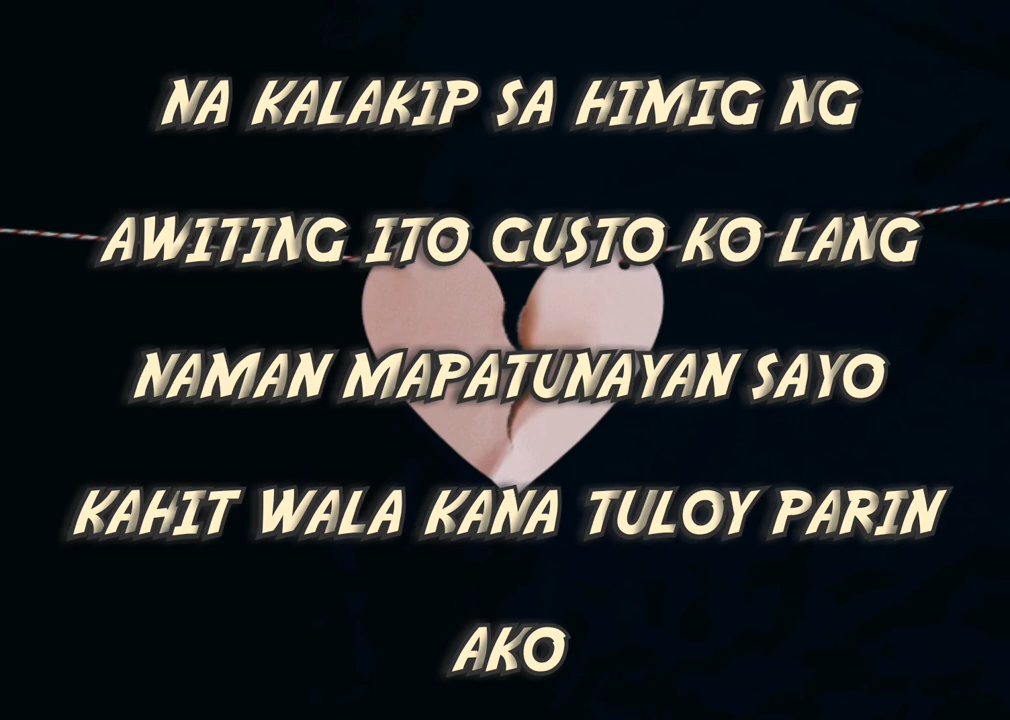 NA KALAKIP SA HIMIG NG
AWITING ITO GUSTO KO LANG
NAMAN MAPATUNAYAN SAYO
KAHIT WALA KANA TULOY PARIN
AKO